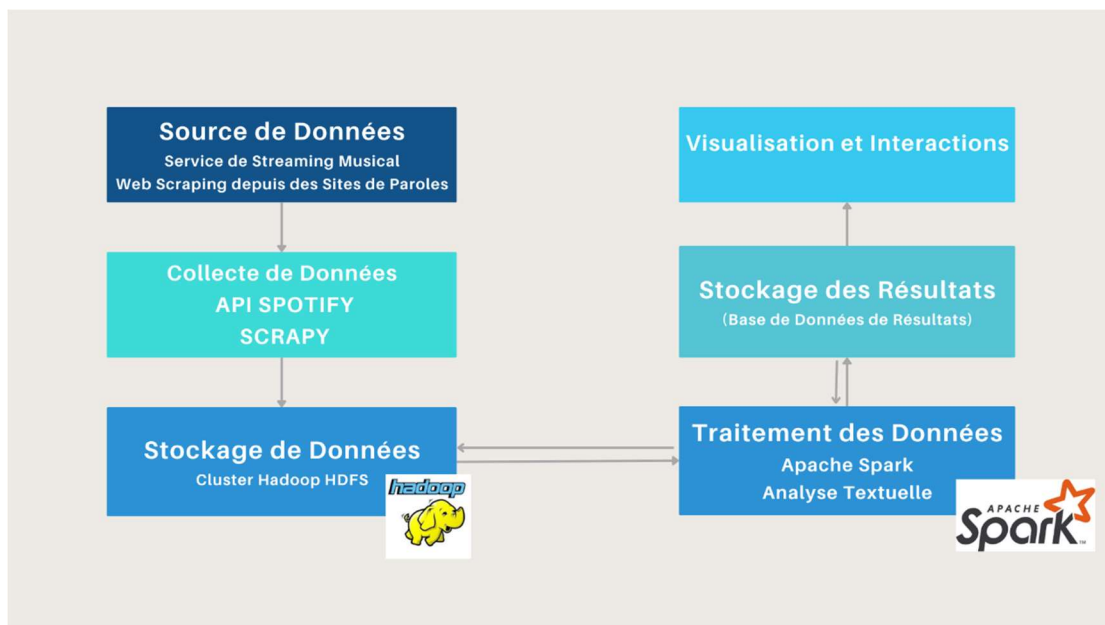 Source de Données
Service de Streaming Musical
Web Scraping depuis des Sites de Paroles
Collecte de Données
API SPOTIFY
SCRAPY
Stockage de Données
Cluster Hadoop HDFS
hadoop
Visualisation et Interactions
Stockage des Résultats
(Base de Données de Résultats)
Traitement des Données
Apache Spark
Analyse Textuelle
APACHE
Spark™